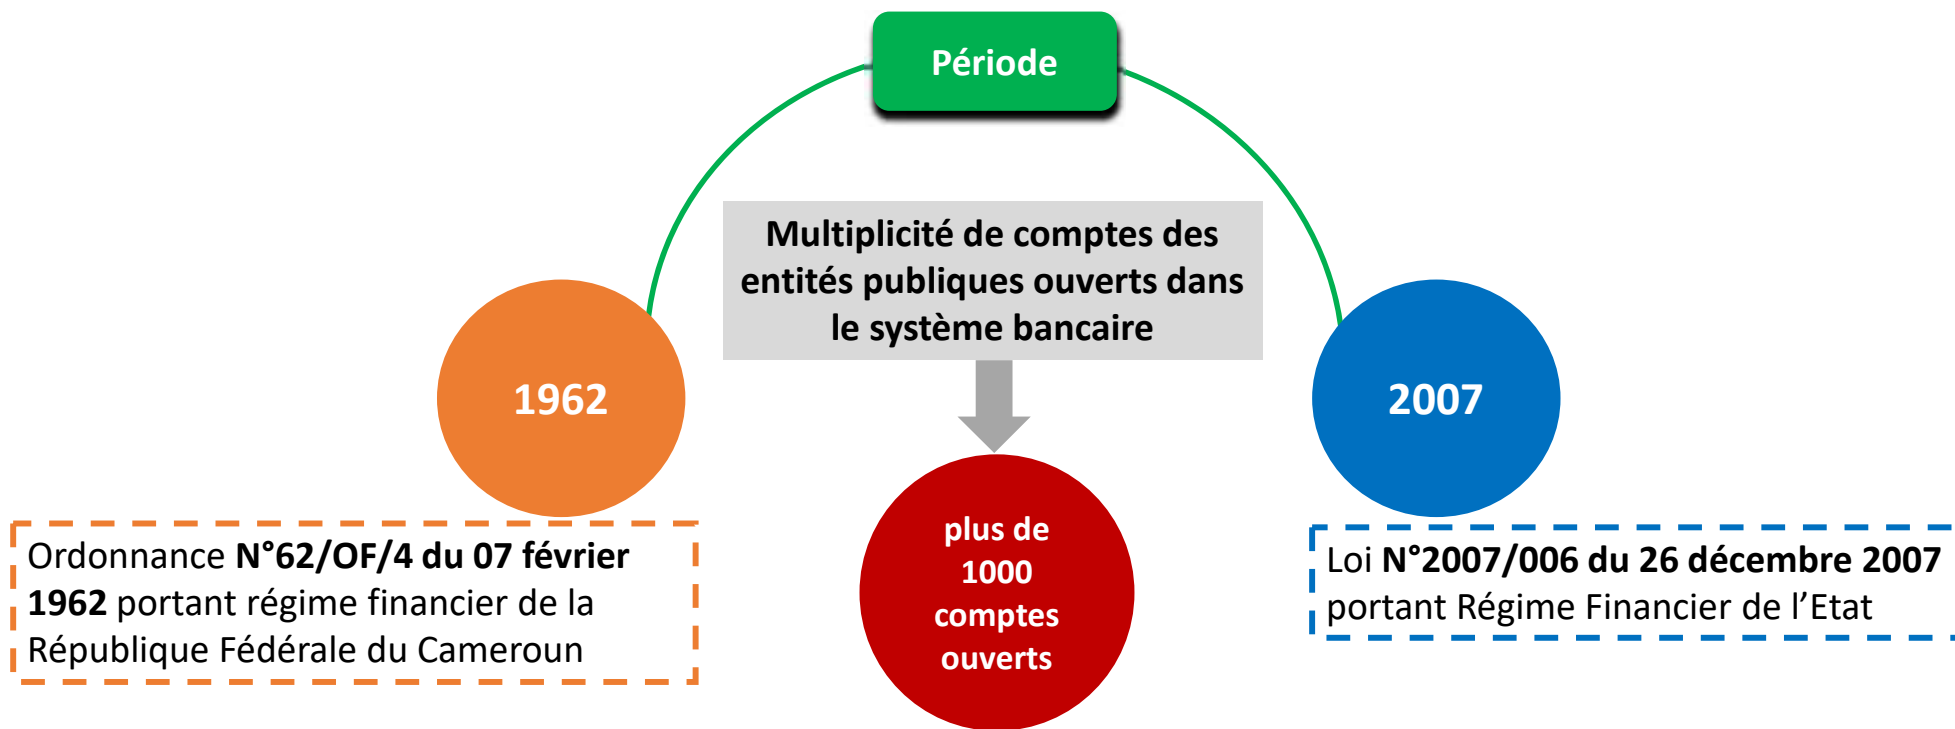 Période
Multiplicité de comptes des
entités publiques ouverts dans
le système bancaire
1962
2007
plus de
1000
comptes
ouverts
Ordonnance N°62/OF/4 du 07 février
1962 portant régime financier de la
République Fédérale du Cameroun
Loi N°2007/006 du 26 décembre 2007
portant Régime Financier de l’Etat